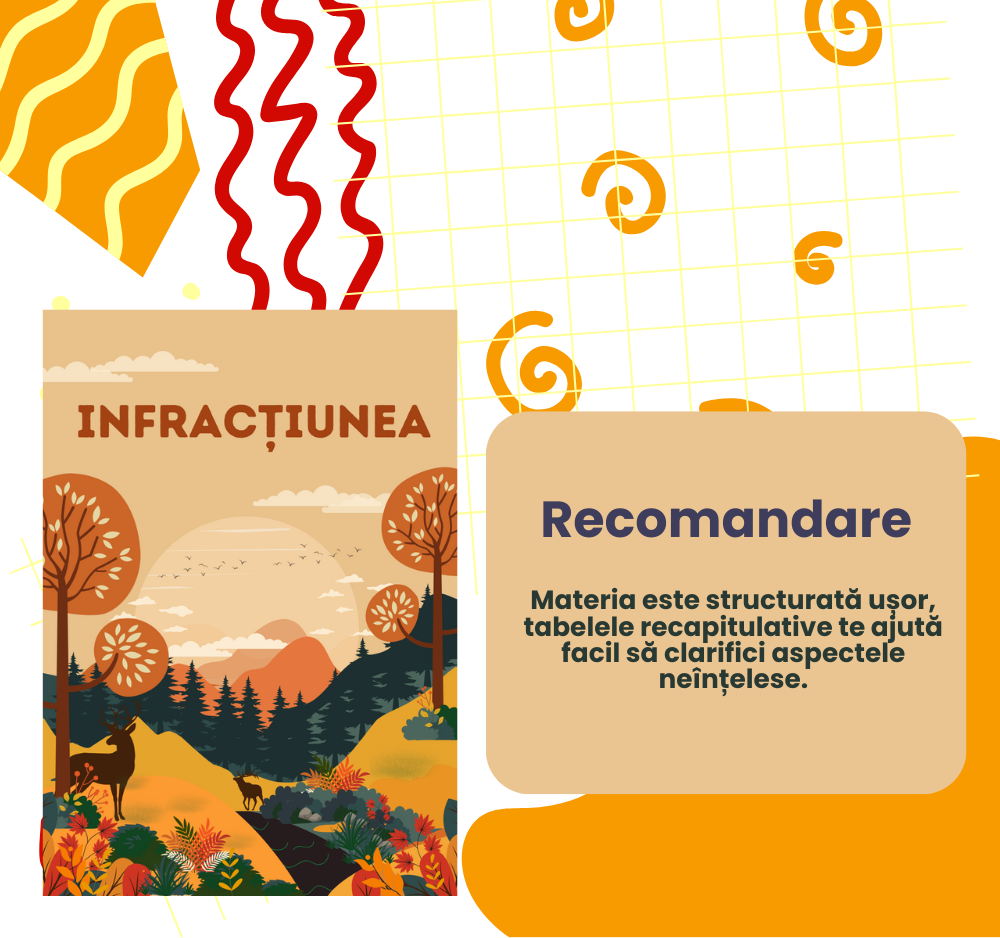 INFRACȚIUNEA
Recomandare
Materia este structurată ușor,
tabelele recapitulative te ajută
facil să clarifici aspectele
neînțelese.